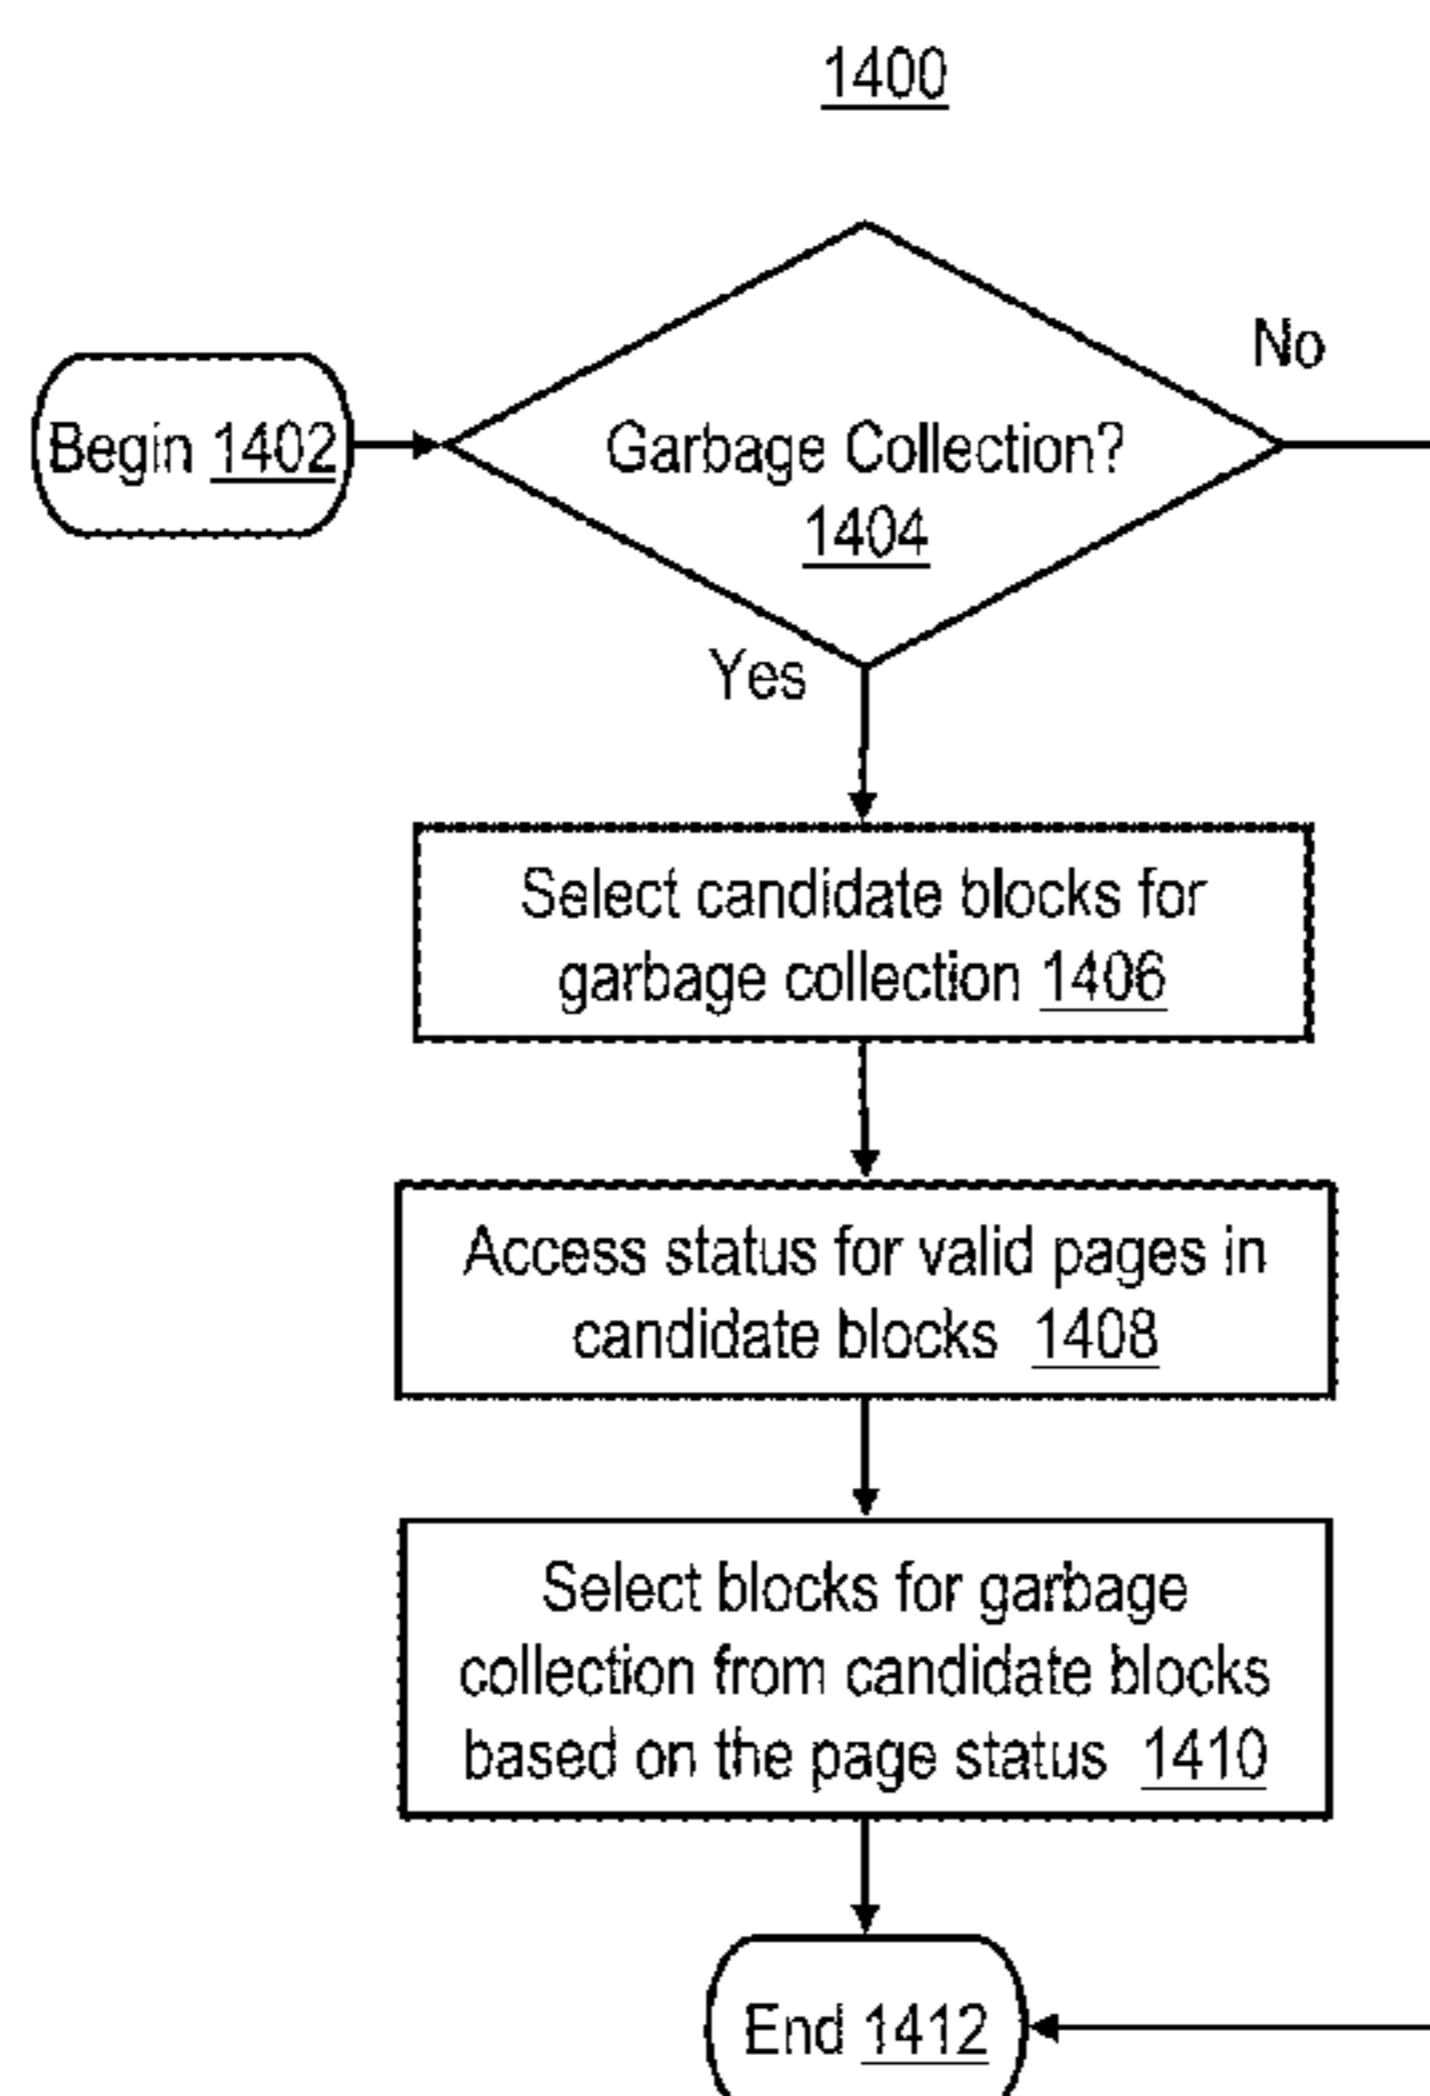 1400
No
Begin 1402
Garbage Collection?
1404
Yes
Select candidate blocks for
garbage collection 1406
Access status for valid pages in
candidate blocks 1408
Select blocks for garbage
collection from candidate blocks
based on the page status 1410
End 1412